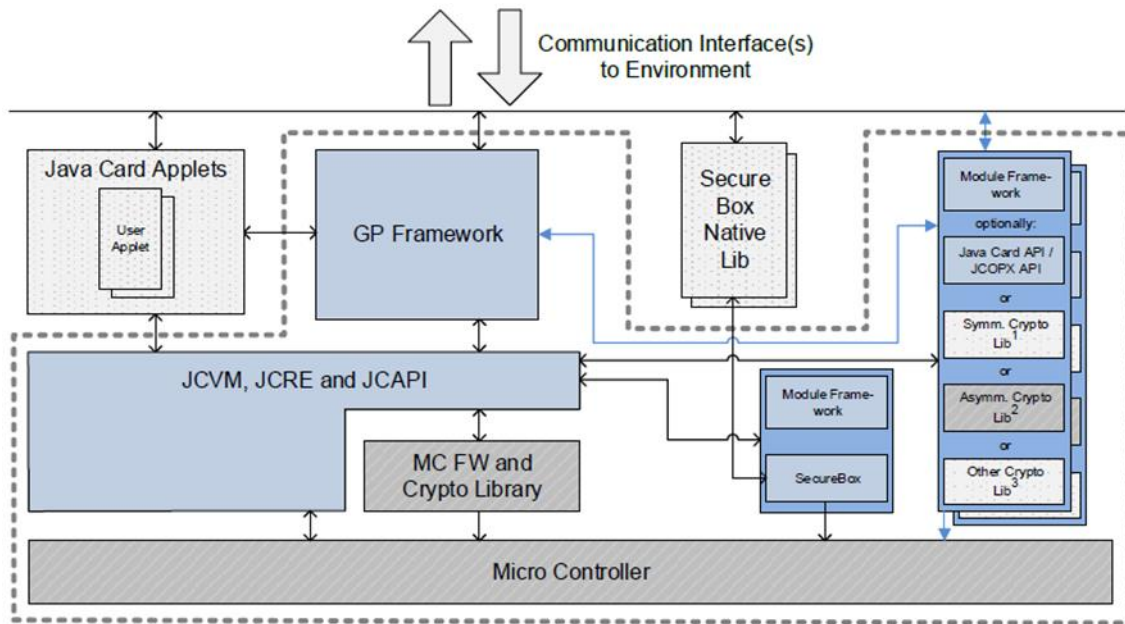 Communication Interface(s)
to Environment
Java Card Applets
User
Applet
GP Framework
Secure
Box
Native
Lib
Module Frame-
work
optionally:
Java Card API /
JCOPX API
or
Symm. Crypto
Lib1
or
Asymm. Crypto
Lib2
or
Other Crypto
Lib3
JCVM, JCRE and JCAPI
Module Frame-
work
SecureBox
MC FW and
Crypto Library
Micro Controller